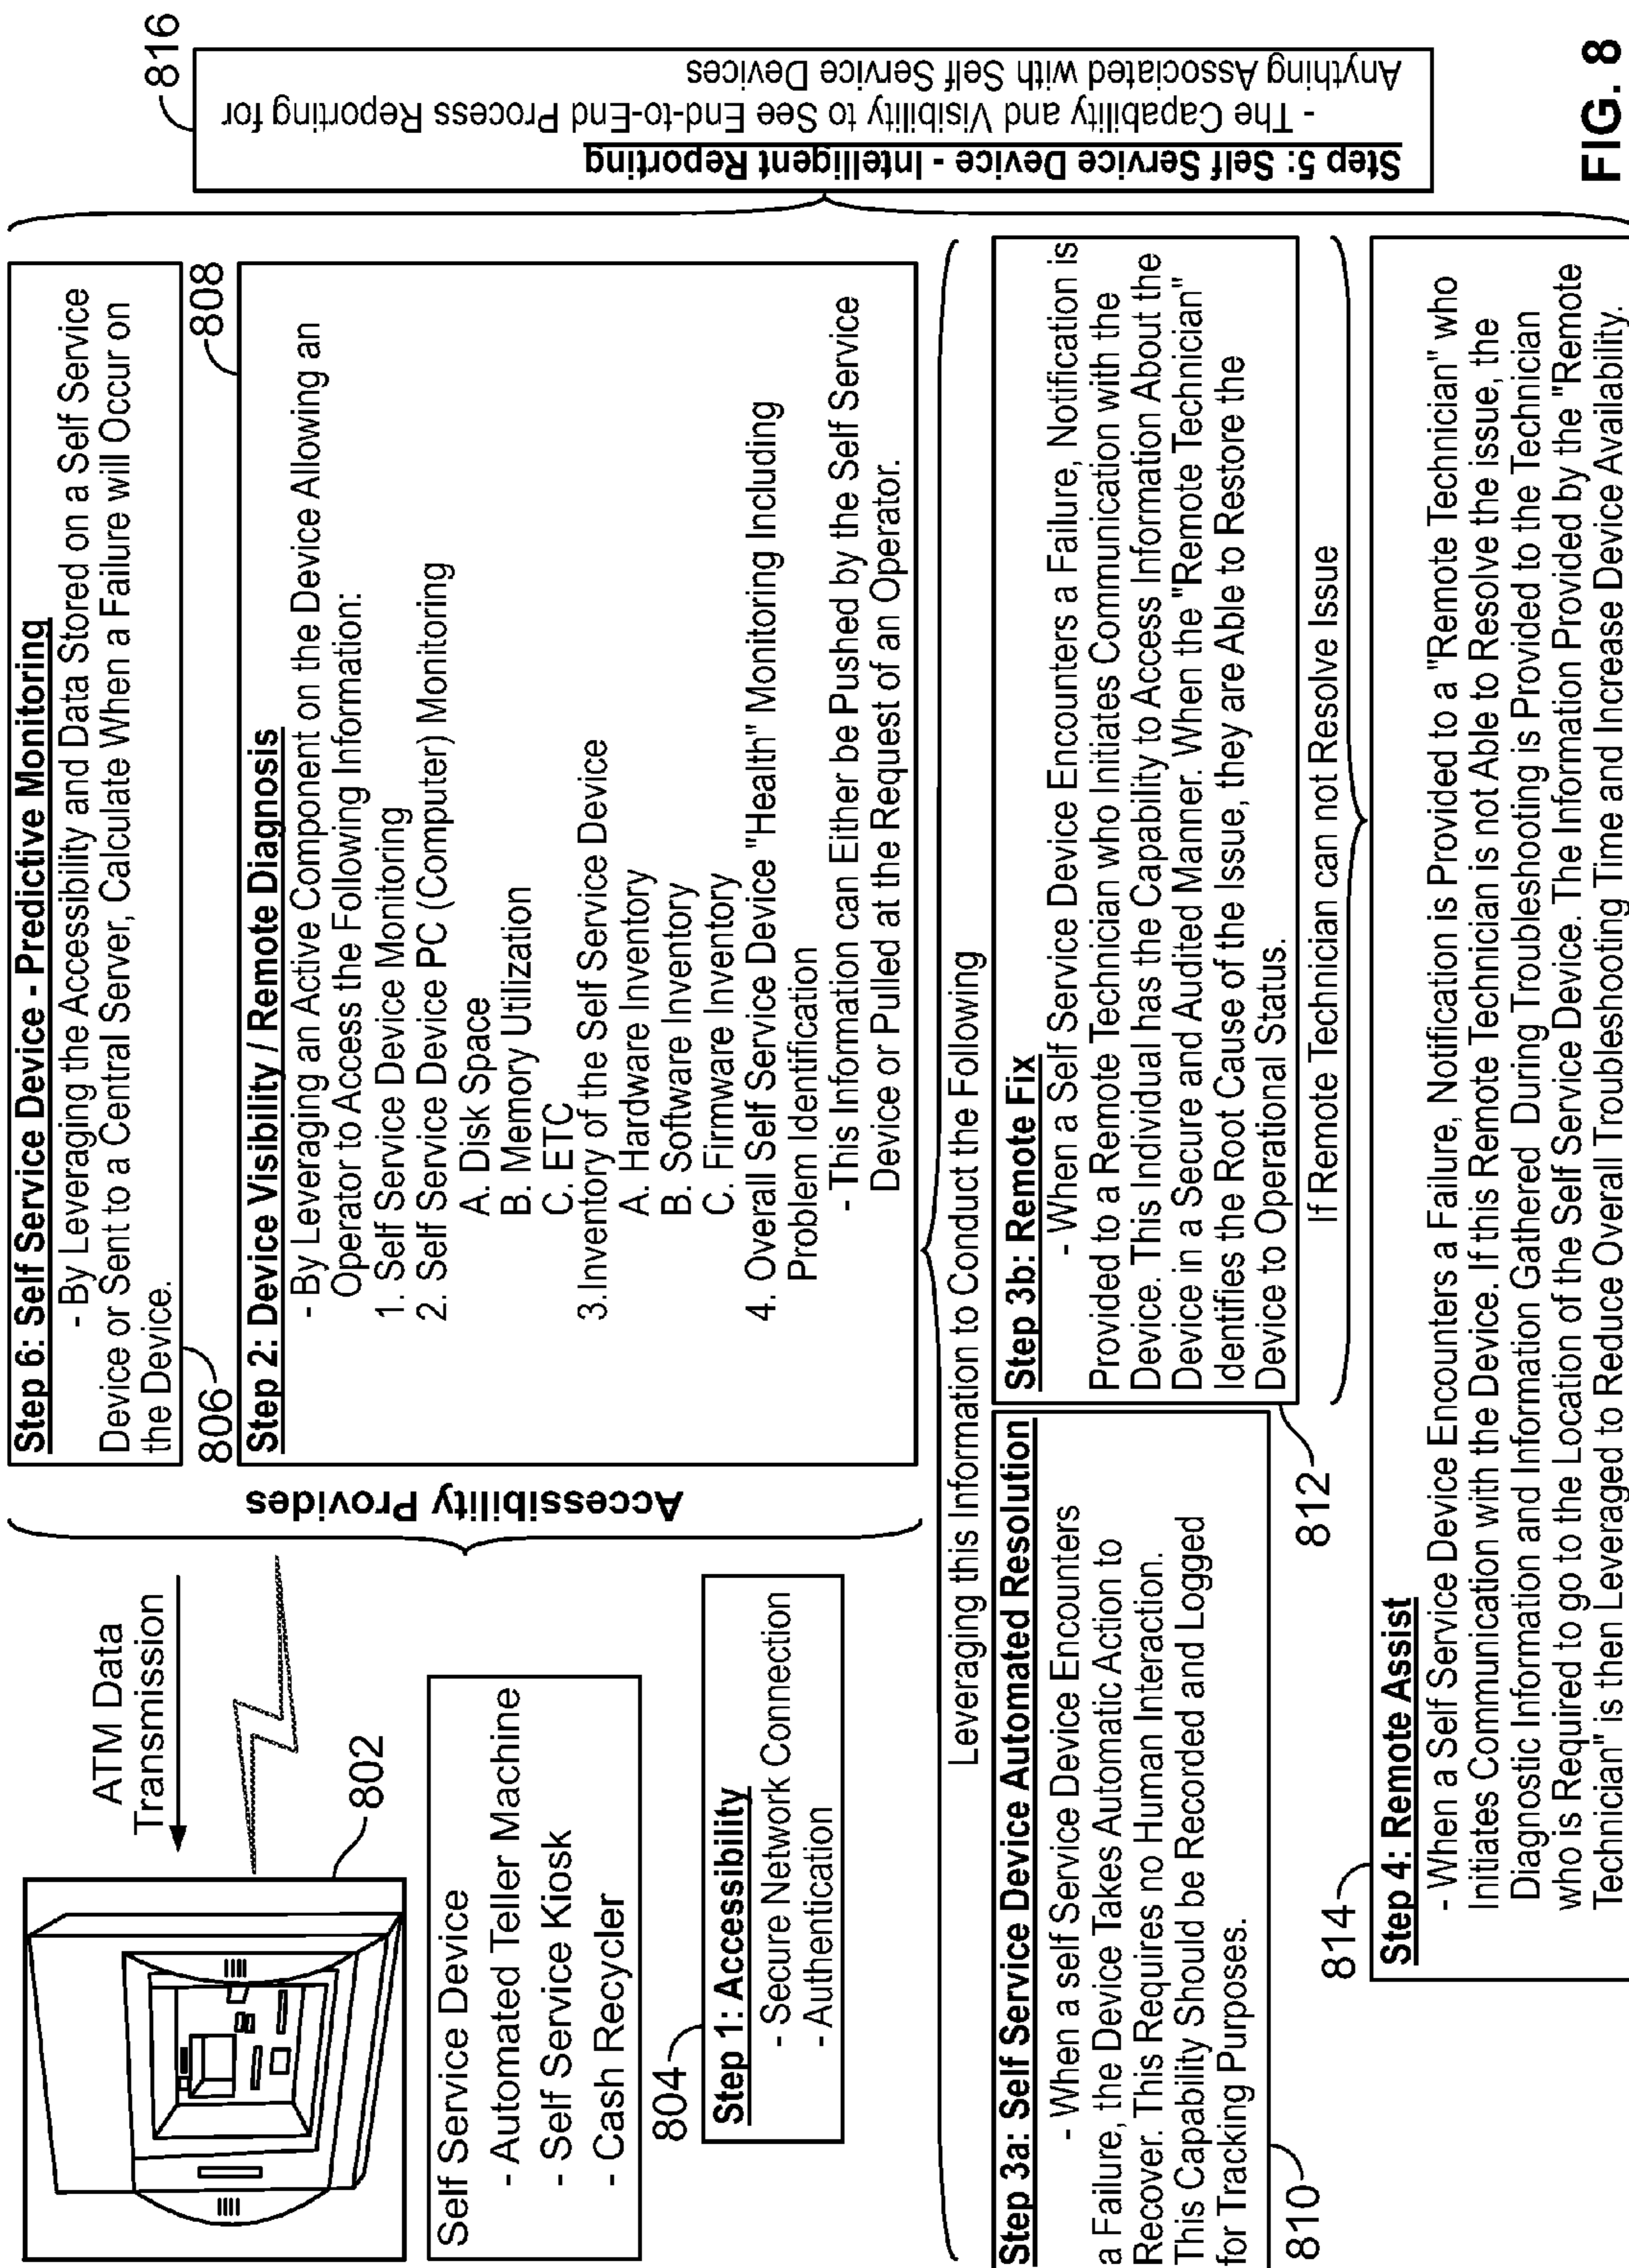 ATM Data
Transmission
802
Self Service Device
- Automated Teller Machine
- Self Service Kiosk
- Cash Recycler
804
Step 1: Accessibility
- Secure Network Connection
- Authentication
Accessibility Provides
Step 6: Self Service Device - Predictive Monitoring
- By Leveraging the Accessibility and Data Stored on a Self Service
Device or Sent to a Central Server, Calculate When a Failure will Occur on
the Device.
806
808
Step 2: Device Visibility / Remote Diagnosis
- By Leveraging an Active Component on the Device Allowing an
Operator to Access the Following Information:
1. Self Service Device Monitoring
2. Self Service Device PC (Computer) Monitoring
A. Disk Space
B. Memory Utilization
C. ETC
3.Inventory of the Self Service Device
A. Hardware Inventory
B. Software Inventory
C. Firmware Inventory
4. Overall Self Service Device "Health" Monitoring Including
Problem Identification
- This Information can Either be Pushed by the Self Service
Device or Pulled at the Request of an Operator.
Leveraging this Information to Conduct the Following
Step 3a: Self Service Device Automated Resolution
- When a self Service Device Encounters
a Failure, the Device Takes Automatic Action to
Recover. This Requires no Human Interaction.
This Capability Should be Recorded and Logged
for Tracking Purposes.
810
Step 3b: Remote Fix
- When a Self Service Device Encounters a Failure, Notification is
Provided to a Remote Technician who Initiates Communication with the
Device. This Individual has the Capability to Access Information About the
Device in a Secure and Audited Manner. When the "Remote Technician"
Identifies the Root Cause of the Issue, they are Able to Restore the
Device to Operational Status.
812
If Remote Technician can not Resolve Issue
814
Step 4: Remote Assist
- When a Self Service Device Encounters a Failure, Notification is Provided to a "Remote Technician" who
Initiates Communication with the Device. If this Remote Technician is not Able to Resolve the issue, the
Diagnostic Information and Information Gathered During Troubleshooting is Provided to the Technician
who is Required to go to the Location of the Self Service Device. The Information Provided by the "Remote
Technician" is then Leveraged to Reduce Overall Troubleshooting Time and Increase Device Availability.
816
Step 5: Self Service Device - Intelligent Reporting
- The Capability and Visibility to See End-to-End Process Reporting for
Anything Associated with Self Service Devices
FIG. 8